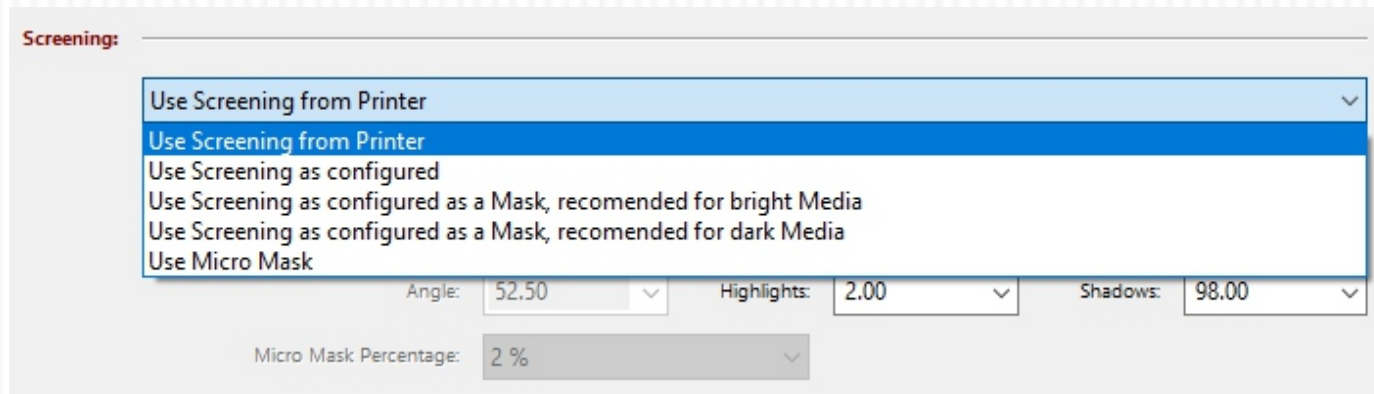 Screening:
Use Screening from Printer
Use Screening from Printer
Use Screening as configured
Use Screening as configured as a Mask, recomended for bright Media
Use Screening as configured as a Mask, recomended for dark Media
Use Micro Mask
Angle: 52.50 Highlights: 2.00 Shadows: 98.00
Micro Mask Percentage: 2 %